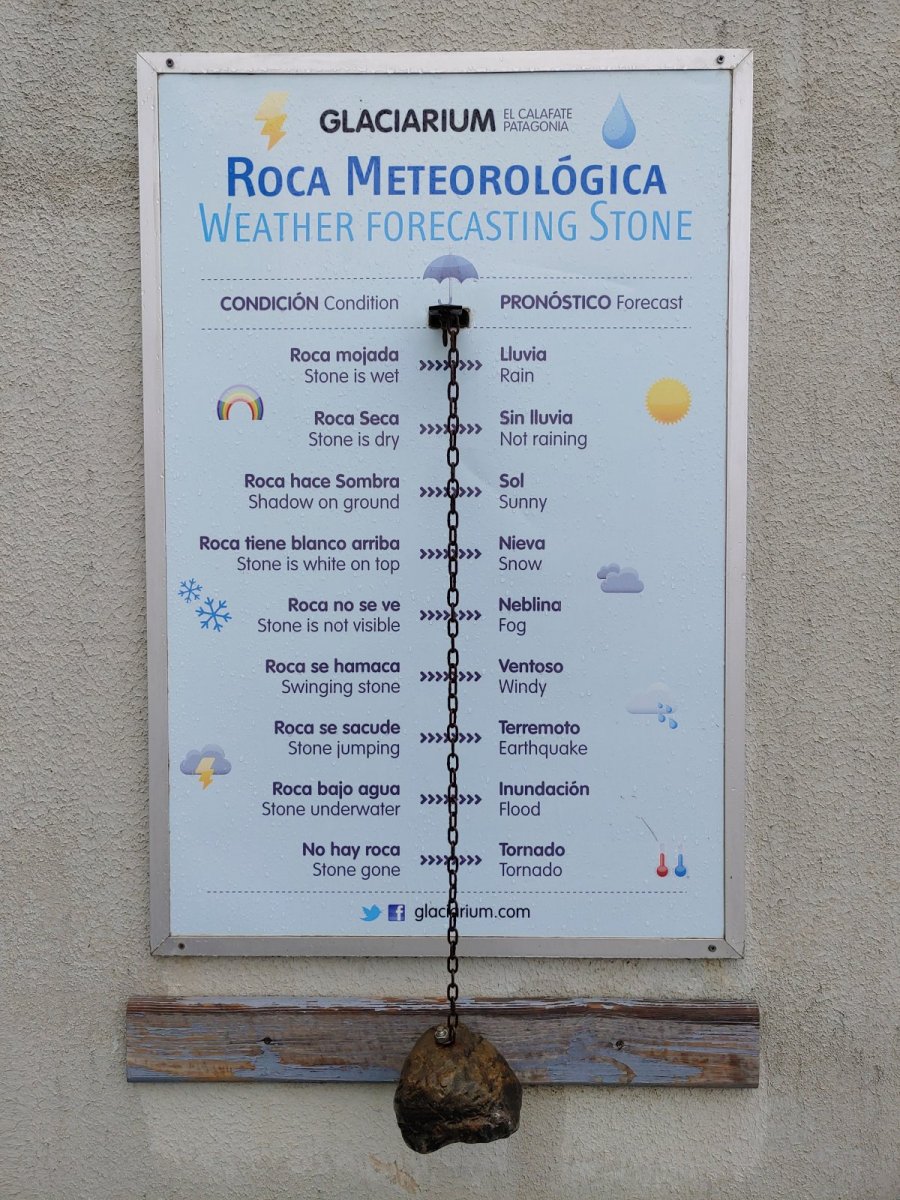 GLACIARIUM EL CALAFATE
PATAGONIA
ROCA METEOROLÓGICA
WEATHER FORECASTING STONE
CONDICIÓN Condition PRONÓSTICO Forecast
Roca mojada »»»» Lluvia
Stone is wet Rain
Roca Seca »»»» Sin lluvia
Stone is dry Not raining
Roca hace Sombra »»»» Sol
Shadow on ground Sunny
Roca tiene blanco arriba »»»» Nieva
Stone is white on top Snow
Roca no se ve »»»» Neblina
Stone is not visible Fog
Roca se hamaca »»»» Ventoso
Swinging stone Windy
Roca se sacude »»»» Terremoto
Stone jumping Earthquake
Roca bajo agua »»»» Inundación
Stone underwater Flood
No hay roca »»»» Tornado
Stone gone Tornado
glaciarium.com